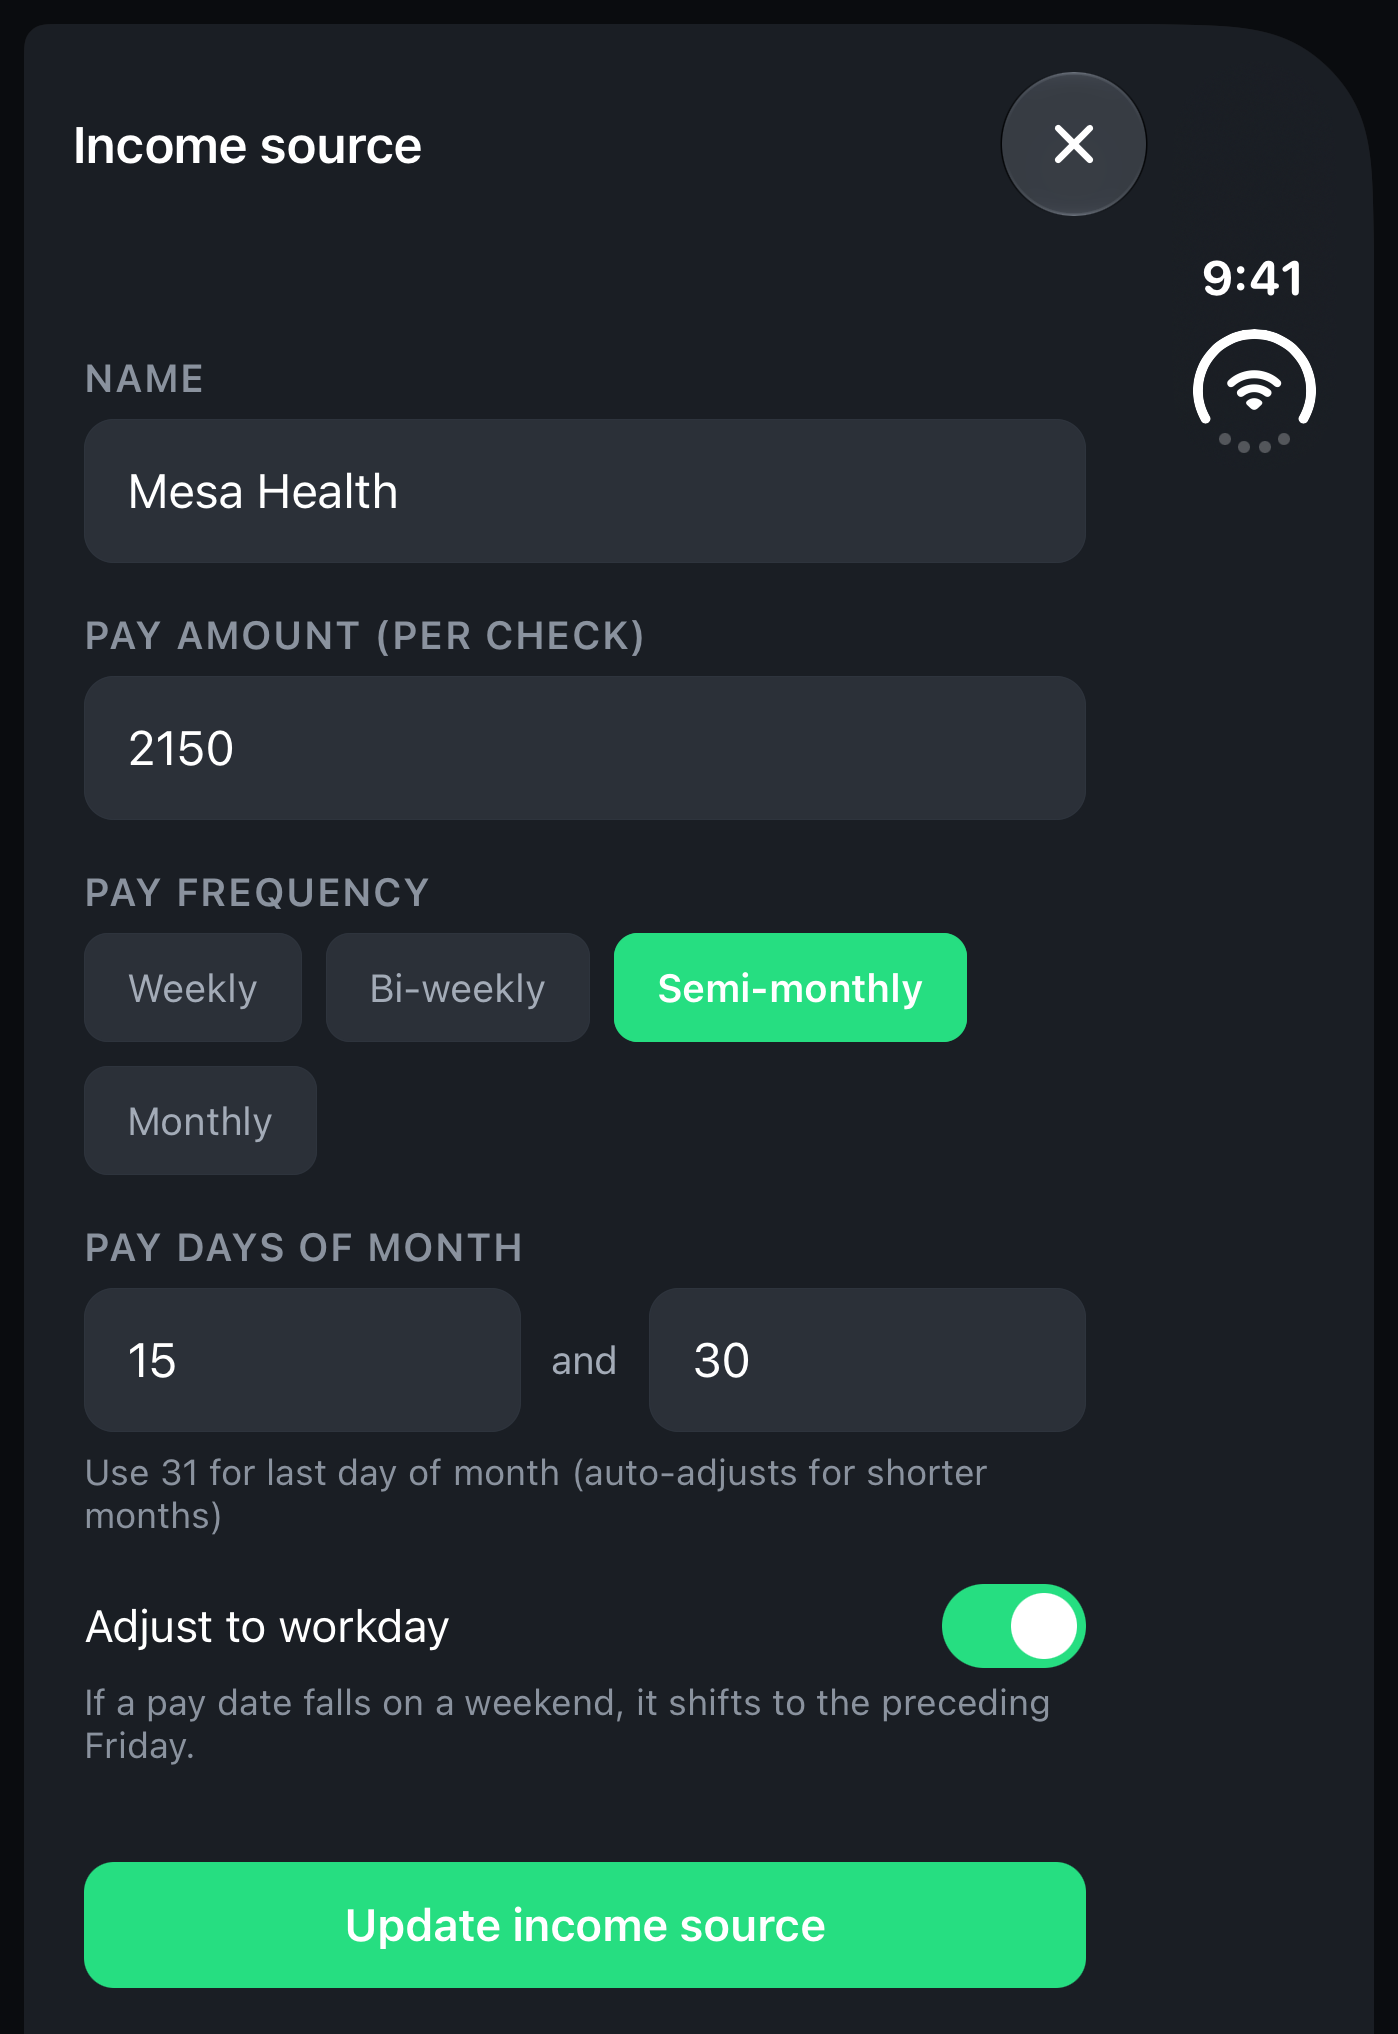 Income source
9:41
NAME
Mesa Health
PAY AMOUNT (PER CHECK)
2150
PAY FREQUENCY
Weekly
Bi-weekly
Semi-monthly
Monthly
PAY DAYS OF MONTH
15
and
30
Use 31 for last day of month (auto-adjusts for shorter
months)
Adjust to workday
If a pay date falls on a weekend, it shifts to the preceding
Friday.
Update income source